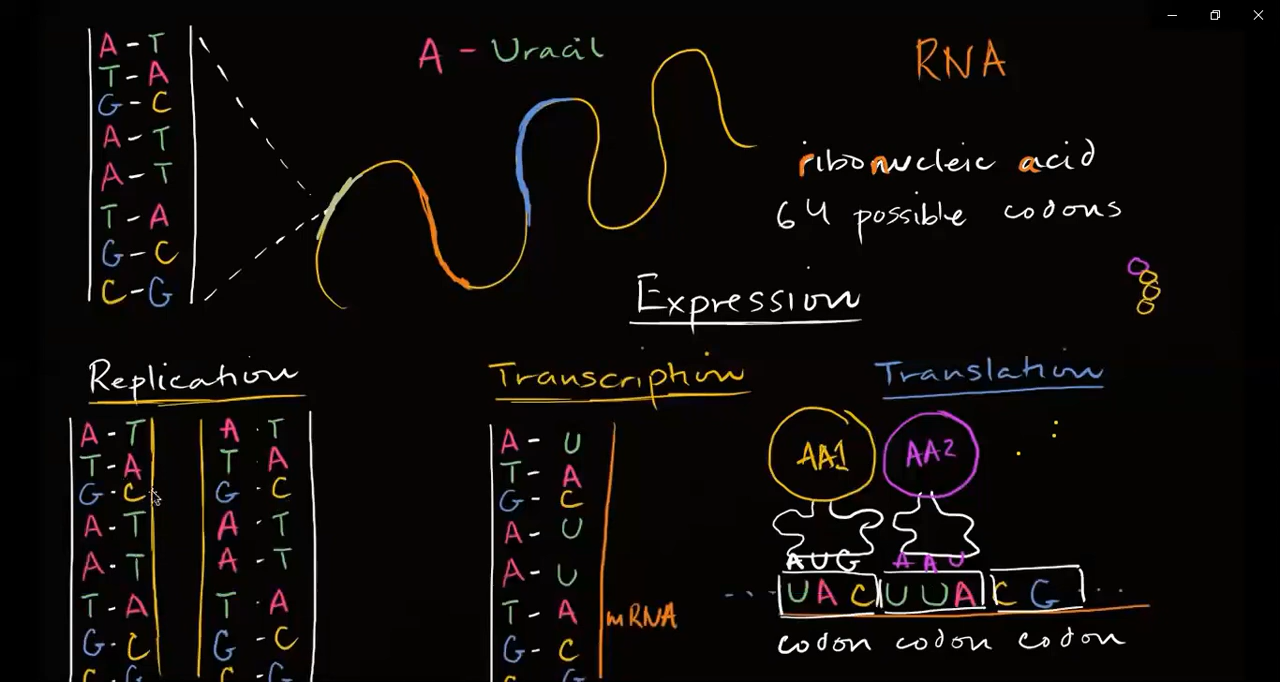 A - T
T - A
G - C
A - T
A - T
T - A
G - C
C - G
A - Uracil
RNA
ribonucleic acid
64 possible codons
Expression
Replication
A - T
T - A
G - C
A - T
A - T
T - A
G - C
C - G
A · T
T · A
G · C
A · T
A · T
T · A
G - C
C - G
Transcription
A - U
T - A
G - C
A - U
A - U
T - A
G - C
G
mRNA
Translation
AA1 AA2
AUG AAU
UAC UUA CG
codon codon codon